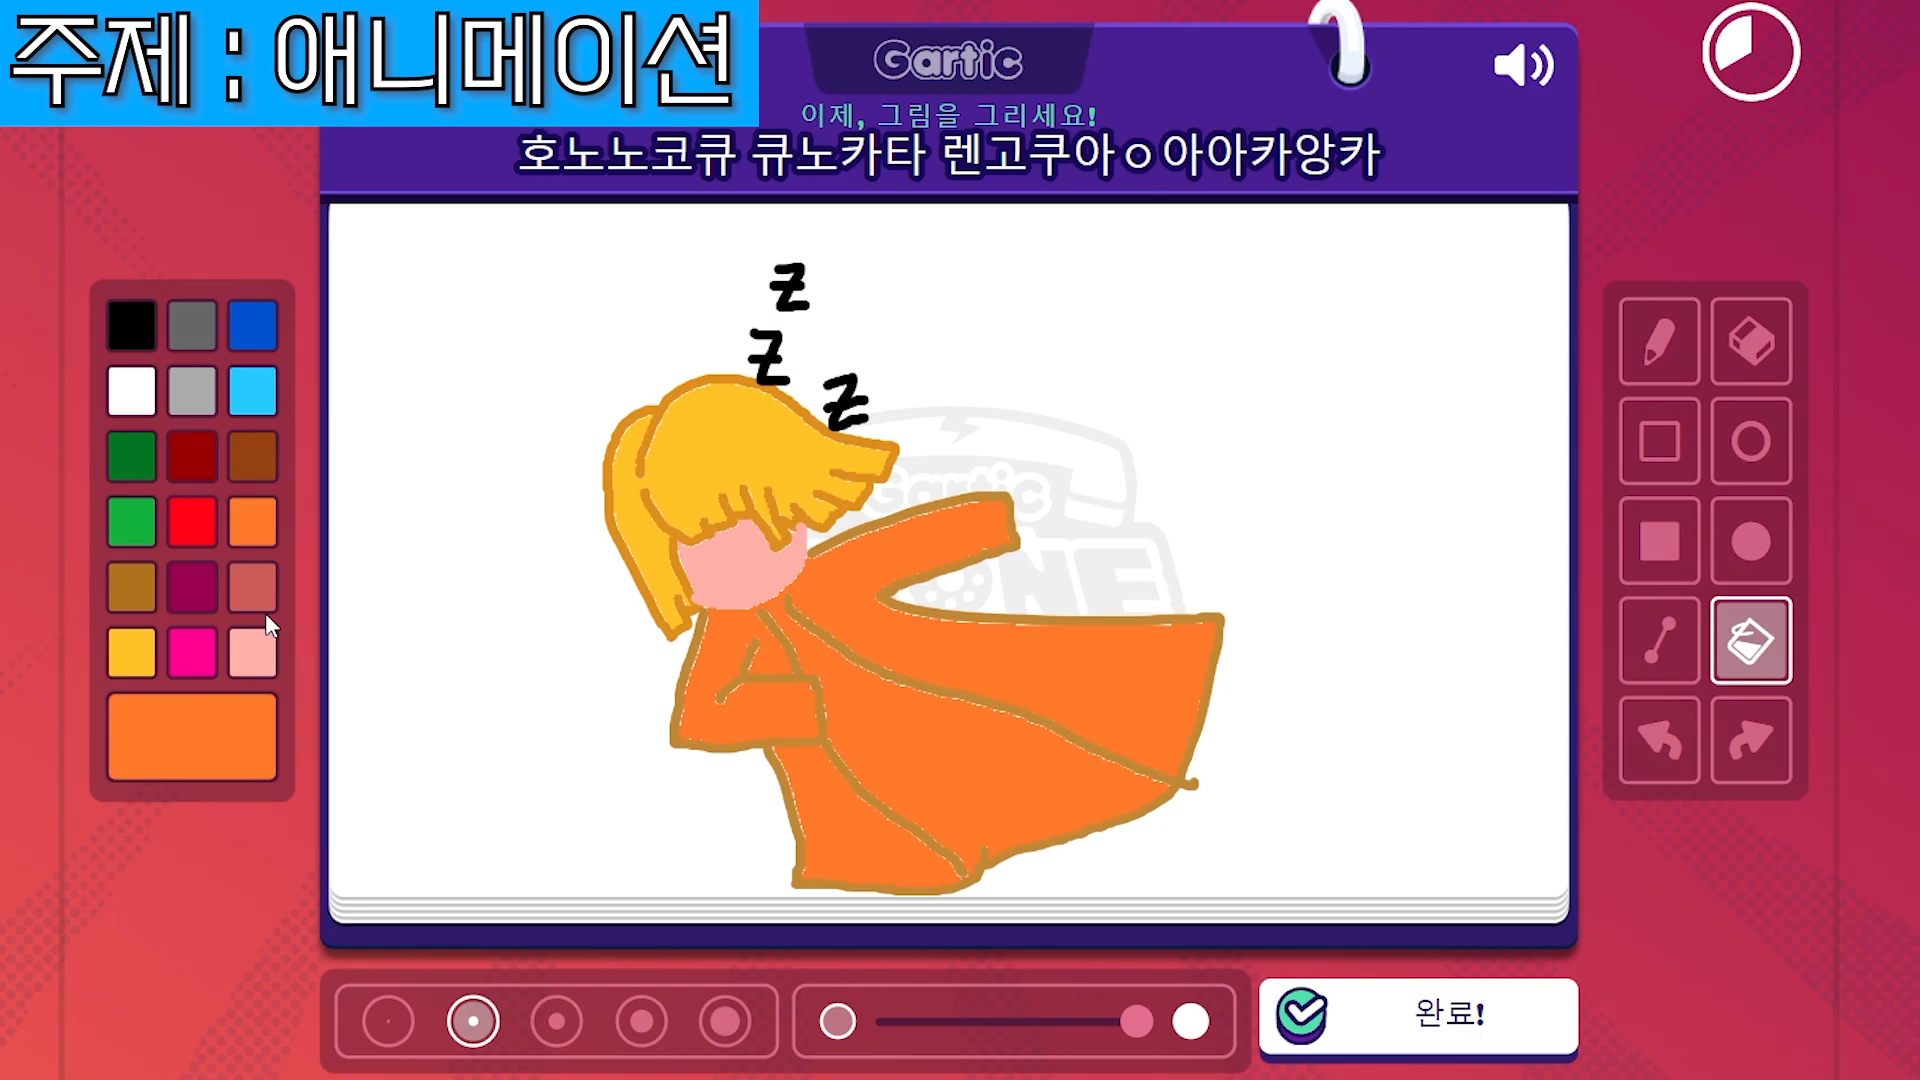 주제 : 애니메이션
Gartic
이제, 그림을 그리세요!
호노노코큐 큐노카타 렌고쿠아ㅇ아아카앙카
z
z
z
Gartic
ONE
완료!